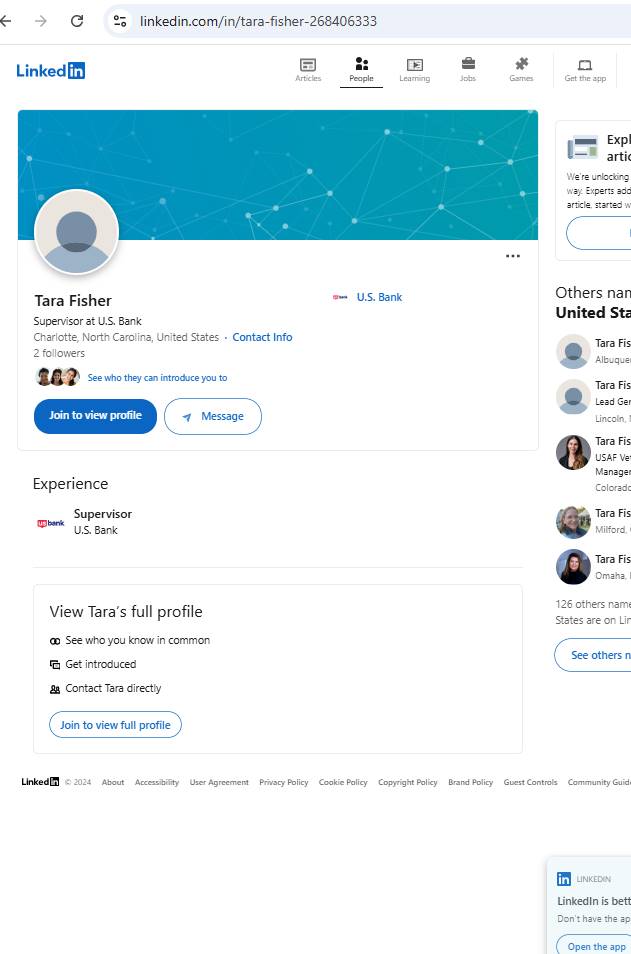 linkedin.com/in/tara-fisher-268406333
LinkedIn
Articles
People
Learning
Jobs
Games
Get the app
Tara Fisher
Supervisor at U.S. Bank
Charlotte, North Carolina, United States · Contact Info
2 followers
See who they can introduce you to
Join to view profile
Message
U.S. Bank
Experience
usbank
Supervisor
U.S. Bank
View Tara's full profile
See who you know in common
Get introduced
Contact Tara directly
Join to view full profile
Expl
artic
We're unlocking
way. Experts add
article, started w
Others nam
United Sta
Tara Fis
Albuquer
Tara Fis
Lead Ger
Lincoln,
Tara Fis
USAF Vet
Manager
Colorado
Tara Fis
Milford,
Tara Fis
Omaha,
126 others name
States are on Lin
See others n
LinkedIn © 2024 About Accessibility User Agreement Privacy Policy Cookie Policy Copyright Policy Brand Policy Guest Controls Community Guide
in LINKEDIN
LinkedIn is bett
Don't have the ap
Open the app